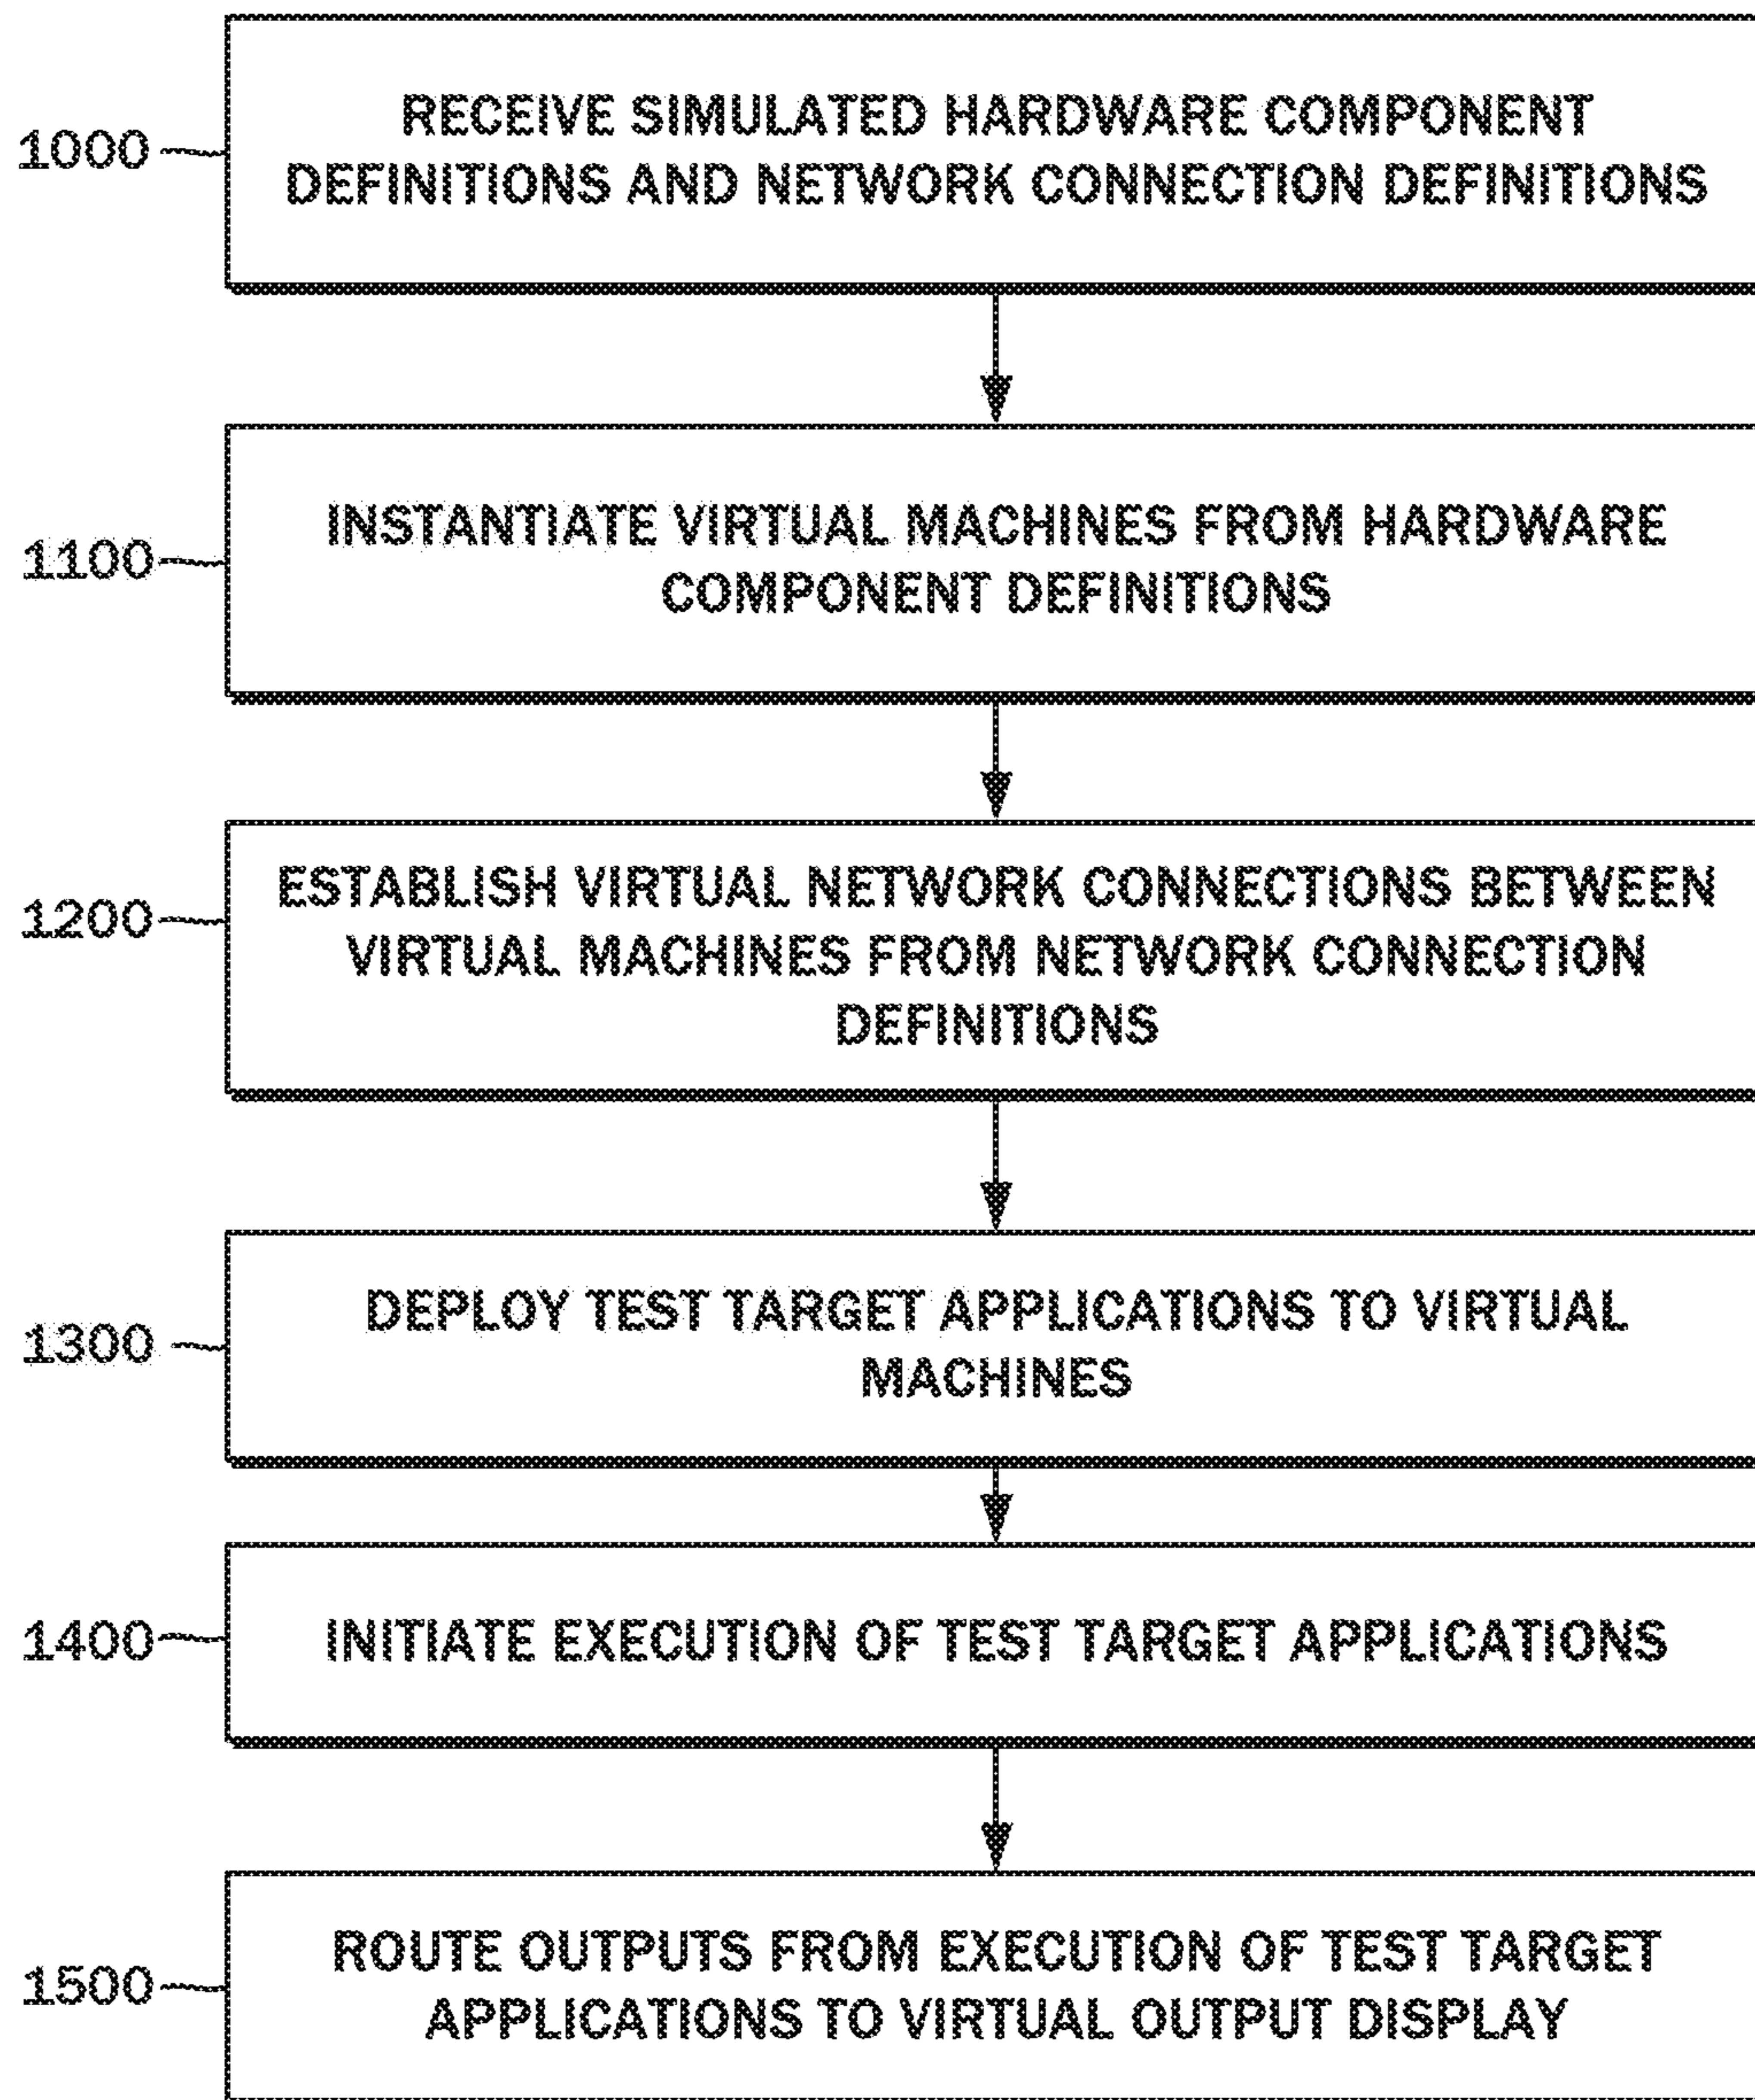 1000
RECEIVE SIMULATED HARDWARE COMPONENT
DEFINITIONS AND NETWORK CONNECTION DEFINITIONS
1100
INSTANTIATE VIRTUAL MACHINES FROM HARDWARE
COMPONENT DEFINITIONS
1200
ESTABLISH VIRTUAL NETWORK CONNECTIONS BETWEEN
VIRTUAL MACHINES FROM NETWORK CONNECTION
DEFINITIONS
1300
DEPLOY TEST TARGET APPLICATIONS TO VIRTUAL
MACHINES
1400
INITIATE EXECUTION OF TEST TARGET APPLICATIONS
1500
ROUTE OUTPUTS FROM EXECUTION OF TEST TARGET
APPLICATIONS TO VIRTUAL OUTPUT DISPLAY